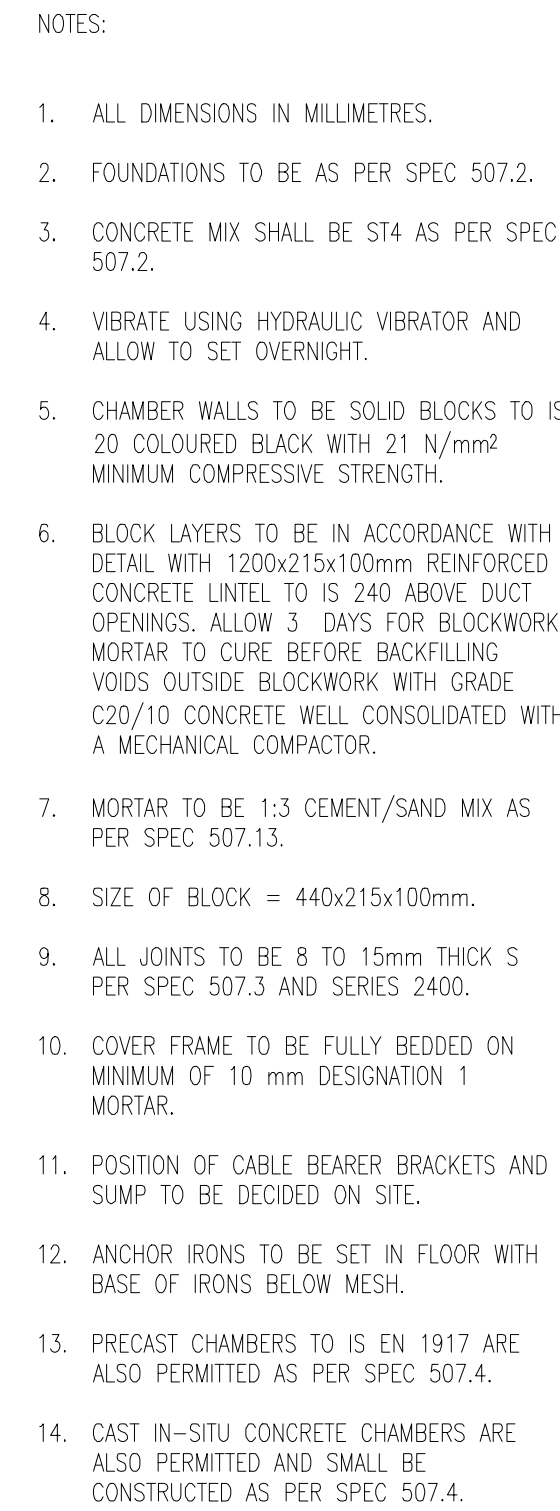 NOTES:
1. ALL DIMENSIONS IN MILLIMETRES.
2. FOUNDATIONS TO BE AS PER SPEC 507.2.
3. CONCRETE MIX SHALL BE ST4 AS PER SPEC
507.2.
4. VIBRATE USING HYDRAULIC VIBRATOR AND
ALLOW TO SET OVERNIGHT.
5. CHAMBER WALLS TO BE SOLID BLOCKS TO IS
20 COLOURED BLACK WITH 21 N/mm2
MINIMUM COMPRESSIVE STRENGTH.
6. BLOCK LAYERS TO BE IN ACCORDANCE WITH
DETAIL WITH 1200x215x100mm REINFORCED
CONCRETE LINTEL TO IS 240 ABOVE DUCT
OPENINGS. ALLOW 3 DAYS FOR BLOCKWORK
MORTAR TO CURE BEFORE BACKFILLING
VOIDS OUTSIDE BLOCKWORK WITH GRADE
C20/10 CONCRETE WELL CONSOLIDATED WITH
A MECHANICAL COMPACTOR.
7. MORTAR TO BE 1:3 CEMENT/SAND MIX AS
PER SPEC 507.13.
8. SIZE OF BLOCK = 440x215x100mm.
9. ALL JOINTS TO BE 8 TO 15mm THICK S
PER SPEC 507.3 AND SERIES 2400.
10. COVER FRAME TO BE FULLY BEDDED ON
MINIMUM OF 10 mm DESIGNATION 1
MORTAR.
11. POSITION OF CABLE BEARER BRACKETS AND
SUMP TO BE DECIDED ON SITE.
12. ANCHOR IRONS TO BE SET IN FLOOR WITH
BASE OF IRONS BELOW MESH.
13. PRECAST CHAMBERS TO IS EN 1917 ARE
ALSO PERMITTED AS PER SPEC 507.4.
14. CAST IN-SITU CONCRETE CHAMBERS ARE
ALSO PERMITTED AND SMALL BE
CONSTRUCTED AS PER SPEC 507.4.